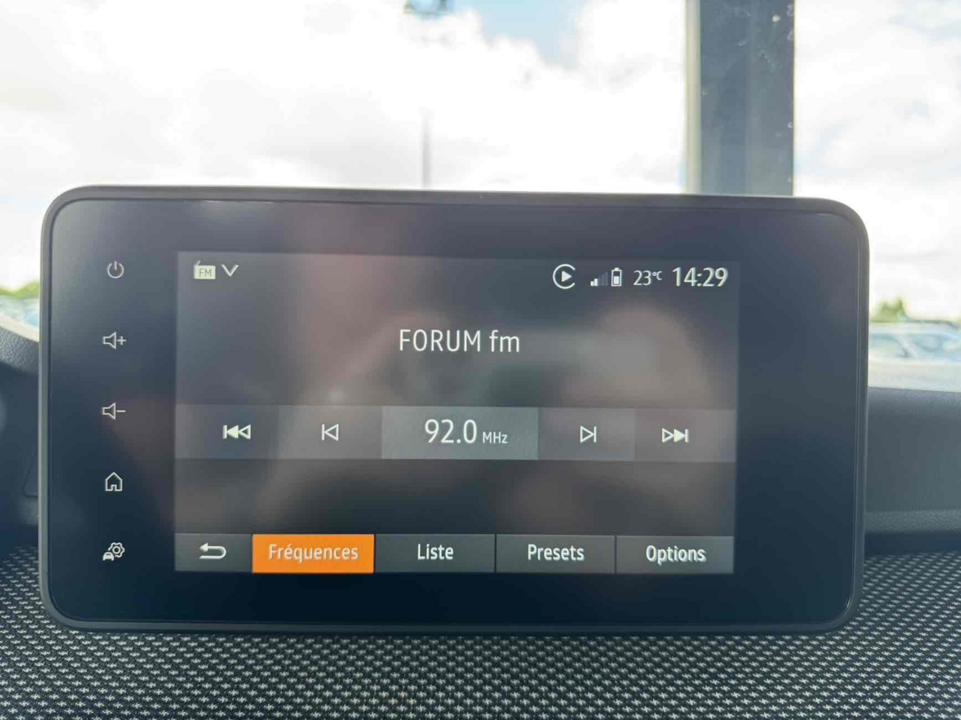 FM
23°C 14:29
FORUM fm
92.0 MHz
Fréquences Liste Presets Options